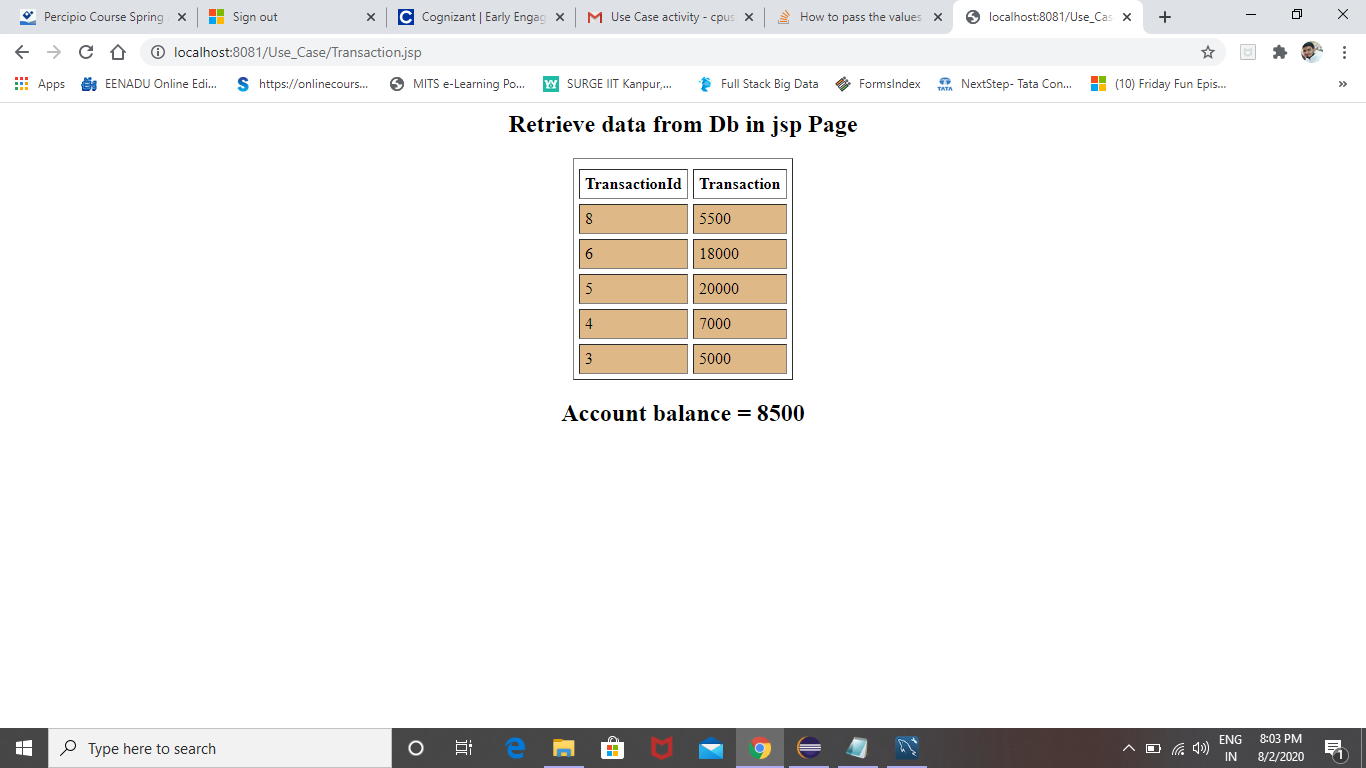 Percipio Course Spring
Sign out
Cognizant | Early Engag
Use Case activity - cpus
How to pass the values
localhost:8081/Use_Cas
localhost:8081/Use_Case/Transaction.jsp
Apps
EENADU Online Edi...
https://onlinecours...
MITS e-Learning Po...
SURGE IIT Kanpur,...
Full Stack Big Data
FormsIndex
TATA
NextStep- Tata Con...
(10) Friday Fun Epis...
Retrieve data from Db in jsp Page
TransactionId Transaction
8 5500
6 18000
5 20000
4 7000
3 5000
Account balance = 8500
Type here to search
ENG
IN
8:03 PM
8/2/2020
1